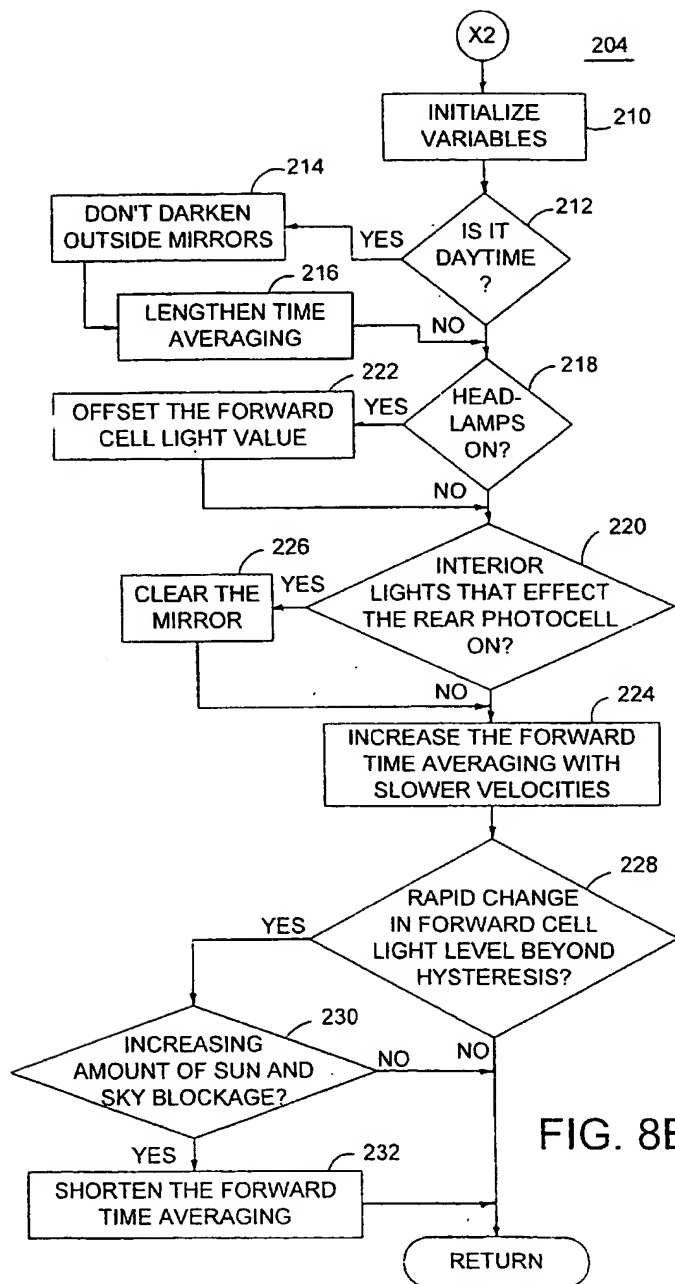 X2
204
INITIALIZE
VARIABLES
210
214
DON'T DARKEN
OUTSIDE MIRRORS
212
IS IT
DAYTIME
?
YES
216
LENGTHEN TIME
AVERAGING
NO
218
222
OFFSET THE FORWARD
CELL LIGHT VALUE
YES
HEAD-
LAMPS
ON?
NO
220
226
CLEAR THE
MIRROR
YES
INTERIOR
LIGHTS THAT EFFECT
THE REAR PHOTOCELL
ON?
NO
224
INCREASE THE FORWARD
TIME AVERAGING WITH
SLOWER VELOCITIES
228
YES
RAPID CHANGE
IN FORWARD CELL
LIGHT LEVEL BEYOND
HYSTERESIS?
230
INCREASING
AMOUNT OF SUN AND
SKY BLOCKAGE?
NO
NO
YES
232
SHORTEN THE FORWARD
TIME AVERAGING
FIG. 8B
RETURN